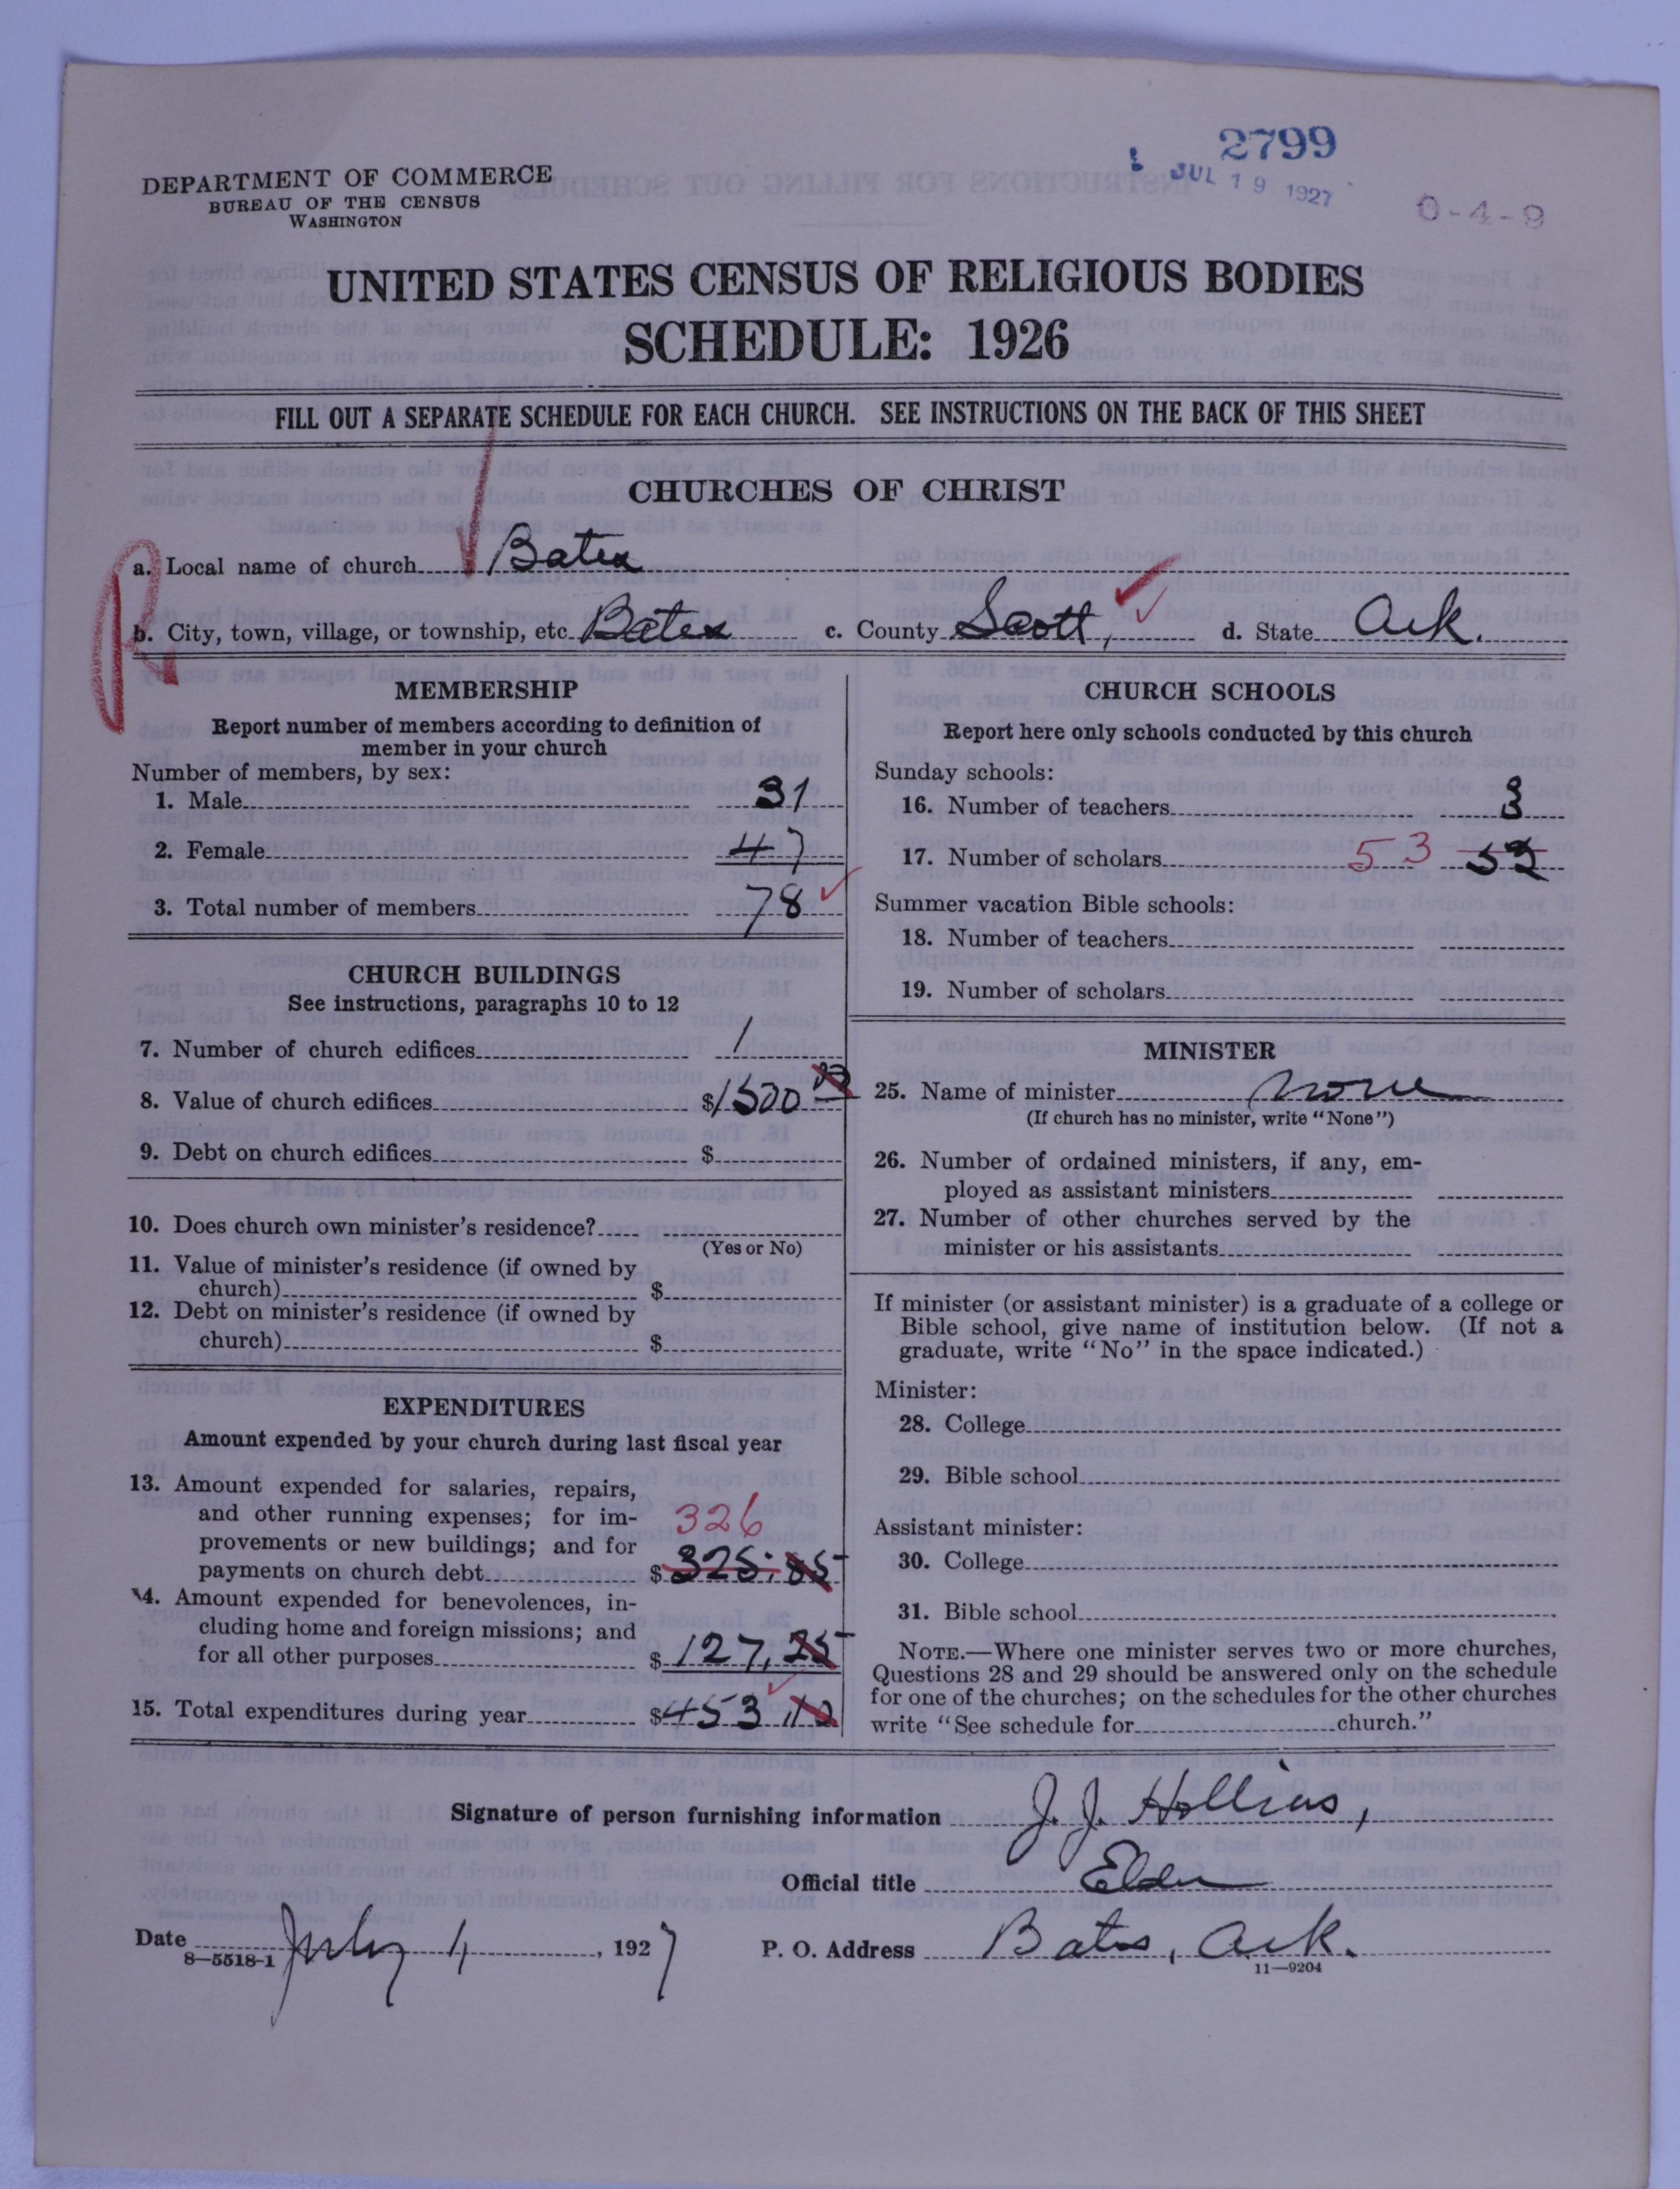 2799
JUL 19 1927
0-4-9
DEPARTMENT OF COMMERCE
BUREAU OF THE CENSUS
WASHINGTON
UNITED STATES CENSUS OF RELIGIOUS BODIES
SCHEDULE: 1926
FILL OUT A SEPARATE SCHEDULE FOR EACH CHURCH. SEE INSTRUCTIONS ON THE BACK OF THIS SHEET
CHURCHES OF CHRIST
a. Local name of church Bates
b. City, town, village, or township, etc. Bates c. County Scott, d. State Ark.
MEMBERSHIP
Report number of members according to definition of
member in your church
Number of members, by sex:
1. Male 31
2. Female 47
3. Total number of members 78
CHURCH BUILDINGS
See instructions, paragraphs 10 to 12
7. Number of church edifices 1
8. Value of church edifices $1500
9. Debt on church edifices $
10. Does church own minister's residence?
(Yes or No)
11. Value of minister's residence (if owned by
church) $
12. Debt on minister's residence (if owned by
church) $
EXPENDITURES
Amount expended by your church during last fiscal year
13. Amount expended for salaries, repairs,
and other running expenses; for im-
326
provements or new buildings; and for
payments on church debt $325.85
14. Amount expended for benevolences, in-
cluding home and foreign missions; and
for all other purposes $127,25
15. Total expenditures during year $453.10
CHURCH SCHOOLS
Report here only schools conducted by this church
Sunday schools:
16. Number of teachers 3
17. Number of scholars 53 53
Summer vacation Bible schools:
18. Number of teachers
19. Number of scholars
MINISTER
25. Name of minister None
(If church has no minister, write "None")
26. Number of ordained ministers, if any, em-
ployed as assistant ministers
27. Number of other churches served by the
minister or his assistants
If minister (or assistant minister) is a graduate of a college or
Bible school, give name of institution below. (If not a
graduate, write "No" in the space indicated.)
Minister:
28. College
29. Bible school
Assistant minister:
30. College
31. Bible school
NOTE.—Where one minister serves two or more churches,
Questions 28 and 29 should be answered only on the schedule
for one of the churches; on the schedules for the other churches
write "See schedule for church."
Signature of person furnishing information J. J. Hollins,
Official title Elder
Date July 4, 1927 P. O. Address Bates, Ark.
8—5518-1
11—9204